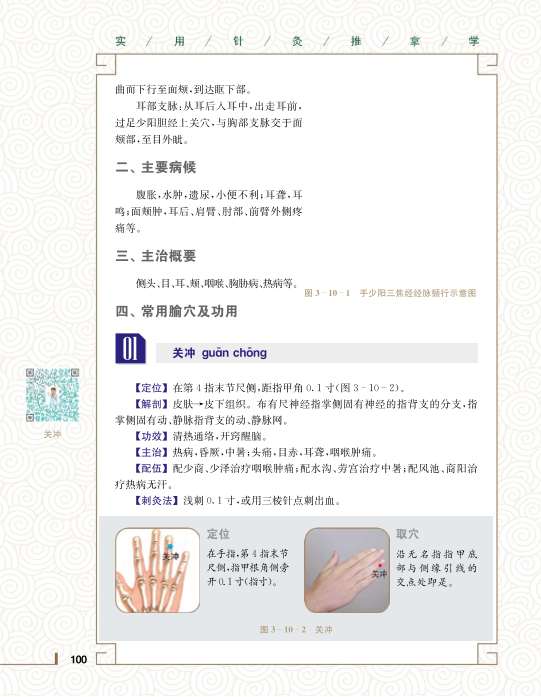 实 / 用 / 针 / 灸 / 推 / 拿 / 学
曲而下行至面颊,到达眶下部。
耳部支脉:从耳后入耳中,出走耳前,
过足少阳胆经上关穴,与胸部支脉交于面
颊部,至目外眦。
二、主要病候
腹胀,水肿,遗尿,小便不利;耳聋,耳
鸣;面颊肿,耳后、肩臂、肘部、前臂外侧疼
痛等。
三、主治概要
侧头、目、耳、颊、咽喉、胸胁病、热病等。
图 3-10-1 手少阳三焦经经脉循行示意图
四、常用腧穴及功用
01
关冲 guān chōng
【定位】在第 4 指末节尺侧,距指甲角 0.1 寸(图 3-10-2)。
【解剖】皮肤→皮下组织。布有尺神经指掌侧固有神经的指背支的分支,指
掌侧固有动、静脉指背支的动、静脉网。
【功效】清热通络,开窍醒脑。
【主治】热病,昏厥,中暑;头痛,目赤,耳聋,咽喉肿痛。
【配伍】配少商、少泽治疗咽喉肿痛;配水沟、劳宫治疗中暑;配风池、商阳治
疗热病无汗。
【刺灸法】浅刺 0.1 寸,或用三棱针点刺出血。
关冲
关冲
定位
在手指,第 4 指末节
尺侧,指甲根角侧旁
开 0.1 寸(指寸)。
关冲
取穴
沿无名指指甲底
部与侧缘引线的
交点处即是。
图 3-10-2 关冲
100